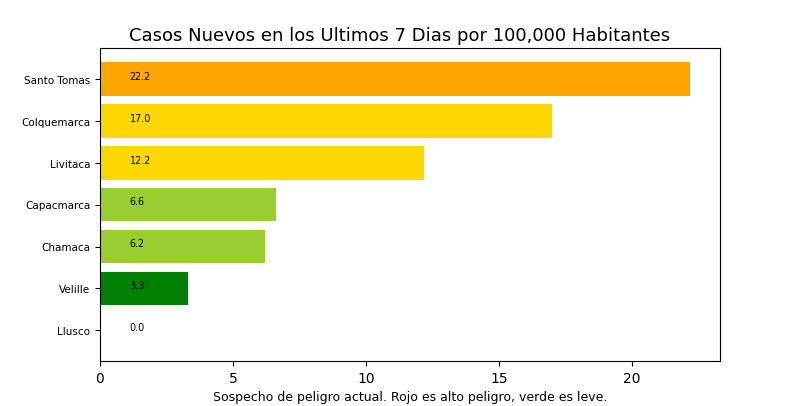 Casos Nuevos en los Ultimos 7 Dias por 100,000 Habitantes
Santo Tomas 22.2
Colquemarca 17.0
Livitaca 12.2
Capacmarca 6.6
Chamaca 6.2
Velille 3.3
Llusco 0.0
0 5 10 15 20
Sospecho de peligro actual. Rojo es alto peligro, verde es leve.